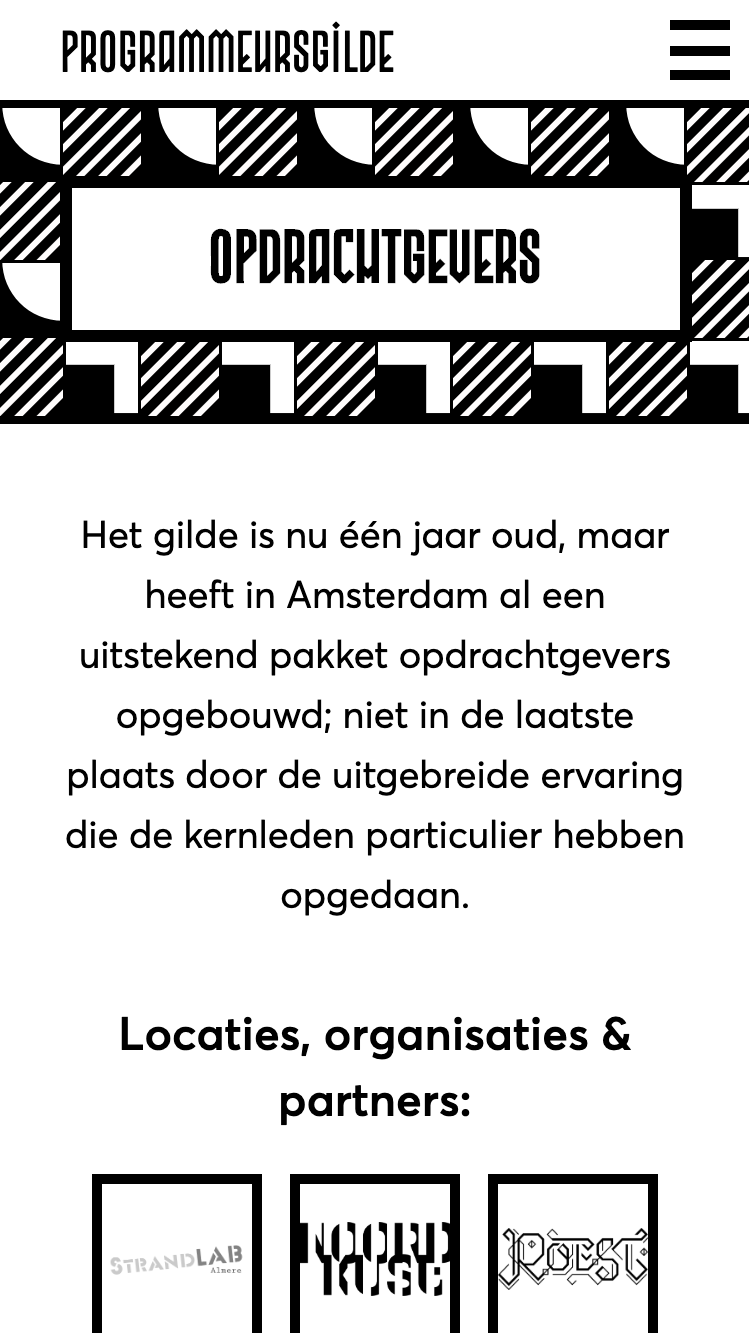 PROGRAMMEURSGILDE
OPDRACHTGEVERS
Het gilde is nu één jaar oud, maar
heeft in Amsterdam al een
uitstekend pakket opdrachtgevers
opgebouwd; niet in de laatste
plaats door de uitgebreide ervaring
die de kernleden particulier hebben
opgedaan.
Locaties, organisaties &
partners:
STRANDLAB
Almere
NOORD
KUST
ROEST